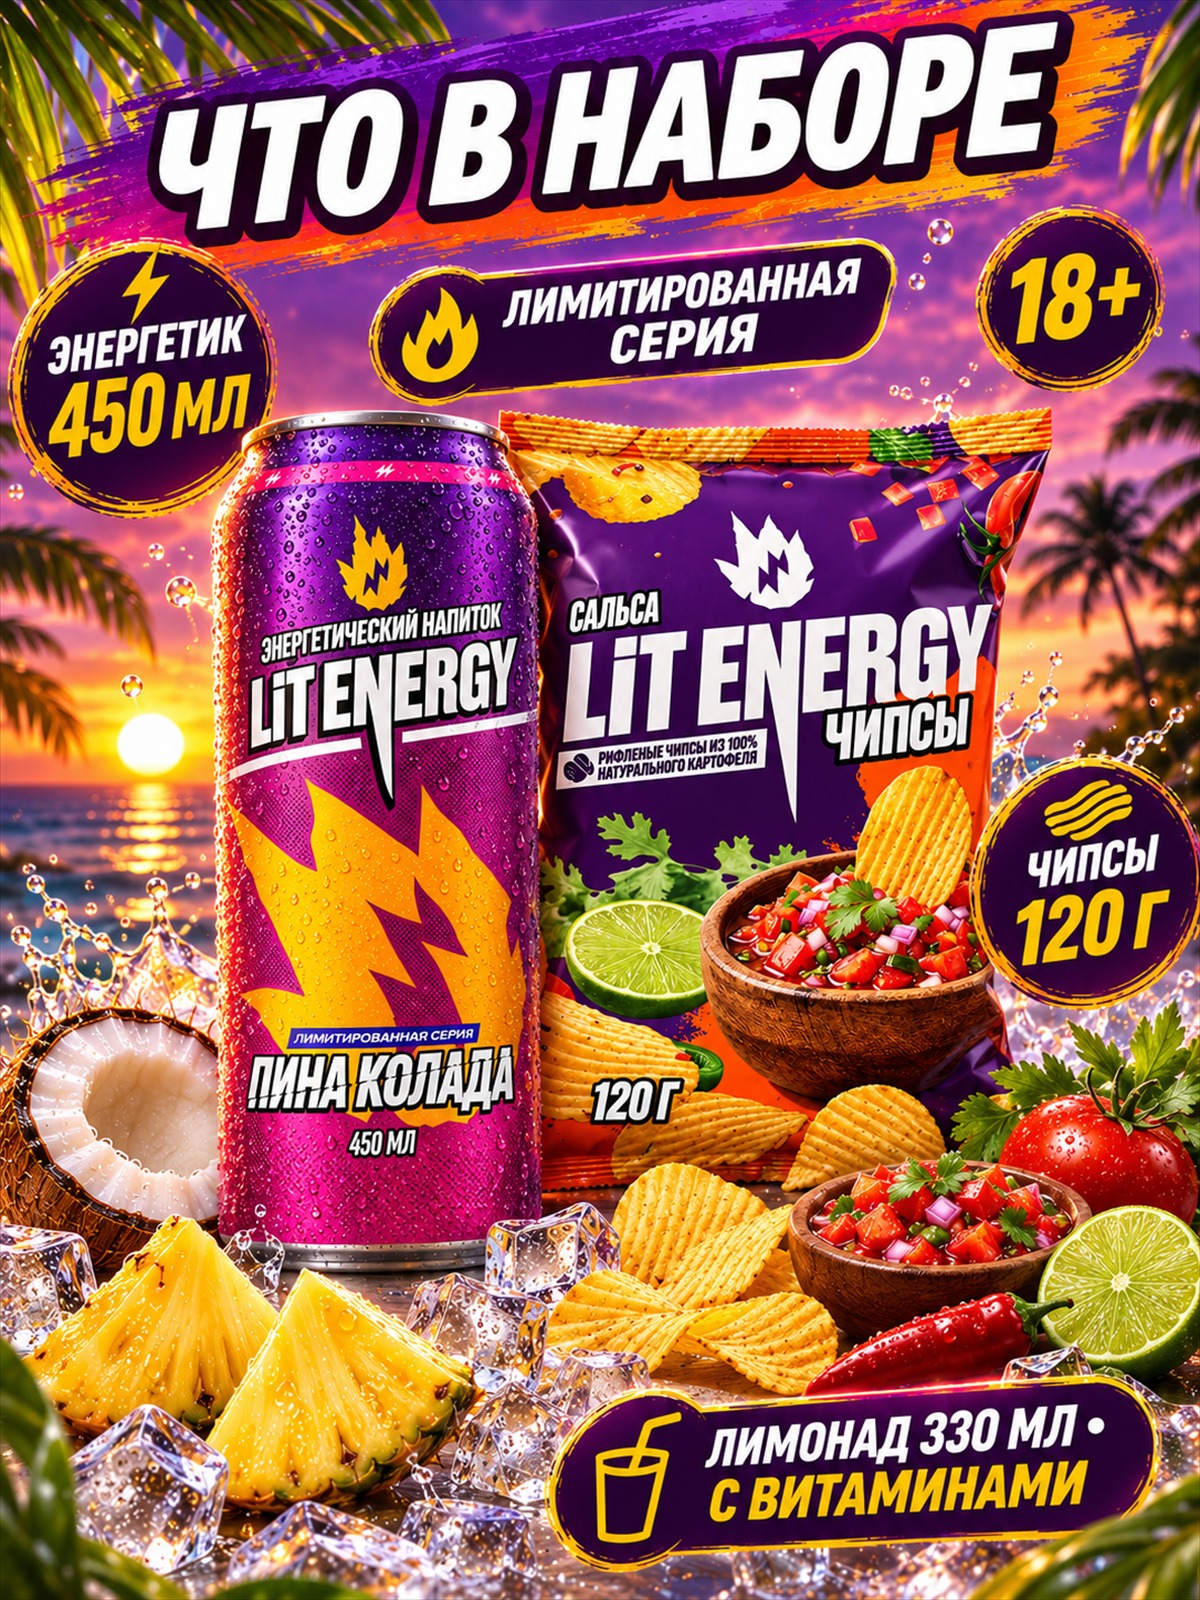 ЧТО В НАБОРЕ
ЭНЕРГЕТИК
450 МЛ
ЛИМИТИРОВАННАЯ
СЕРИЯ
18+
ЭНЕРГЕТИЧЕСКИЙ НАПИТОК
LIT ENERGY
ЛИМИТИРОВАННАЯ СЕРИЯ
ПИНА КОЛАДА
450 МЛ
САЛЬСА
LIT ENERGY
ЧИПСЫ
РИФЛЕНЫЕ ЧИПСЫ ИЗ 100%
НАТУРАЛЬНОГО КАРТОФЕЛЯ
120 Г
ЧИПСЫ
120 Г
ЛИМОНАД 330 МЛ •
С ВИТАМИНАМИ